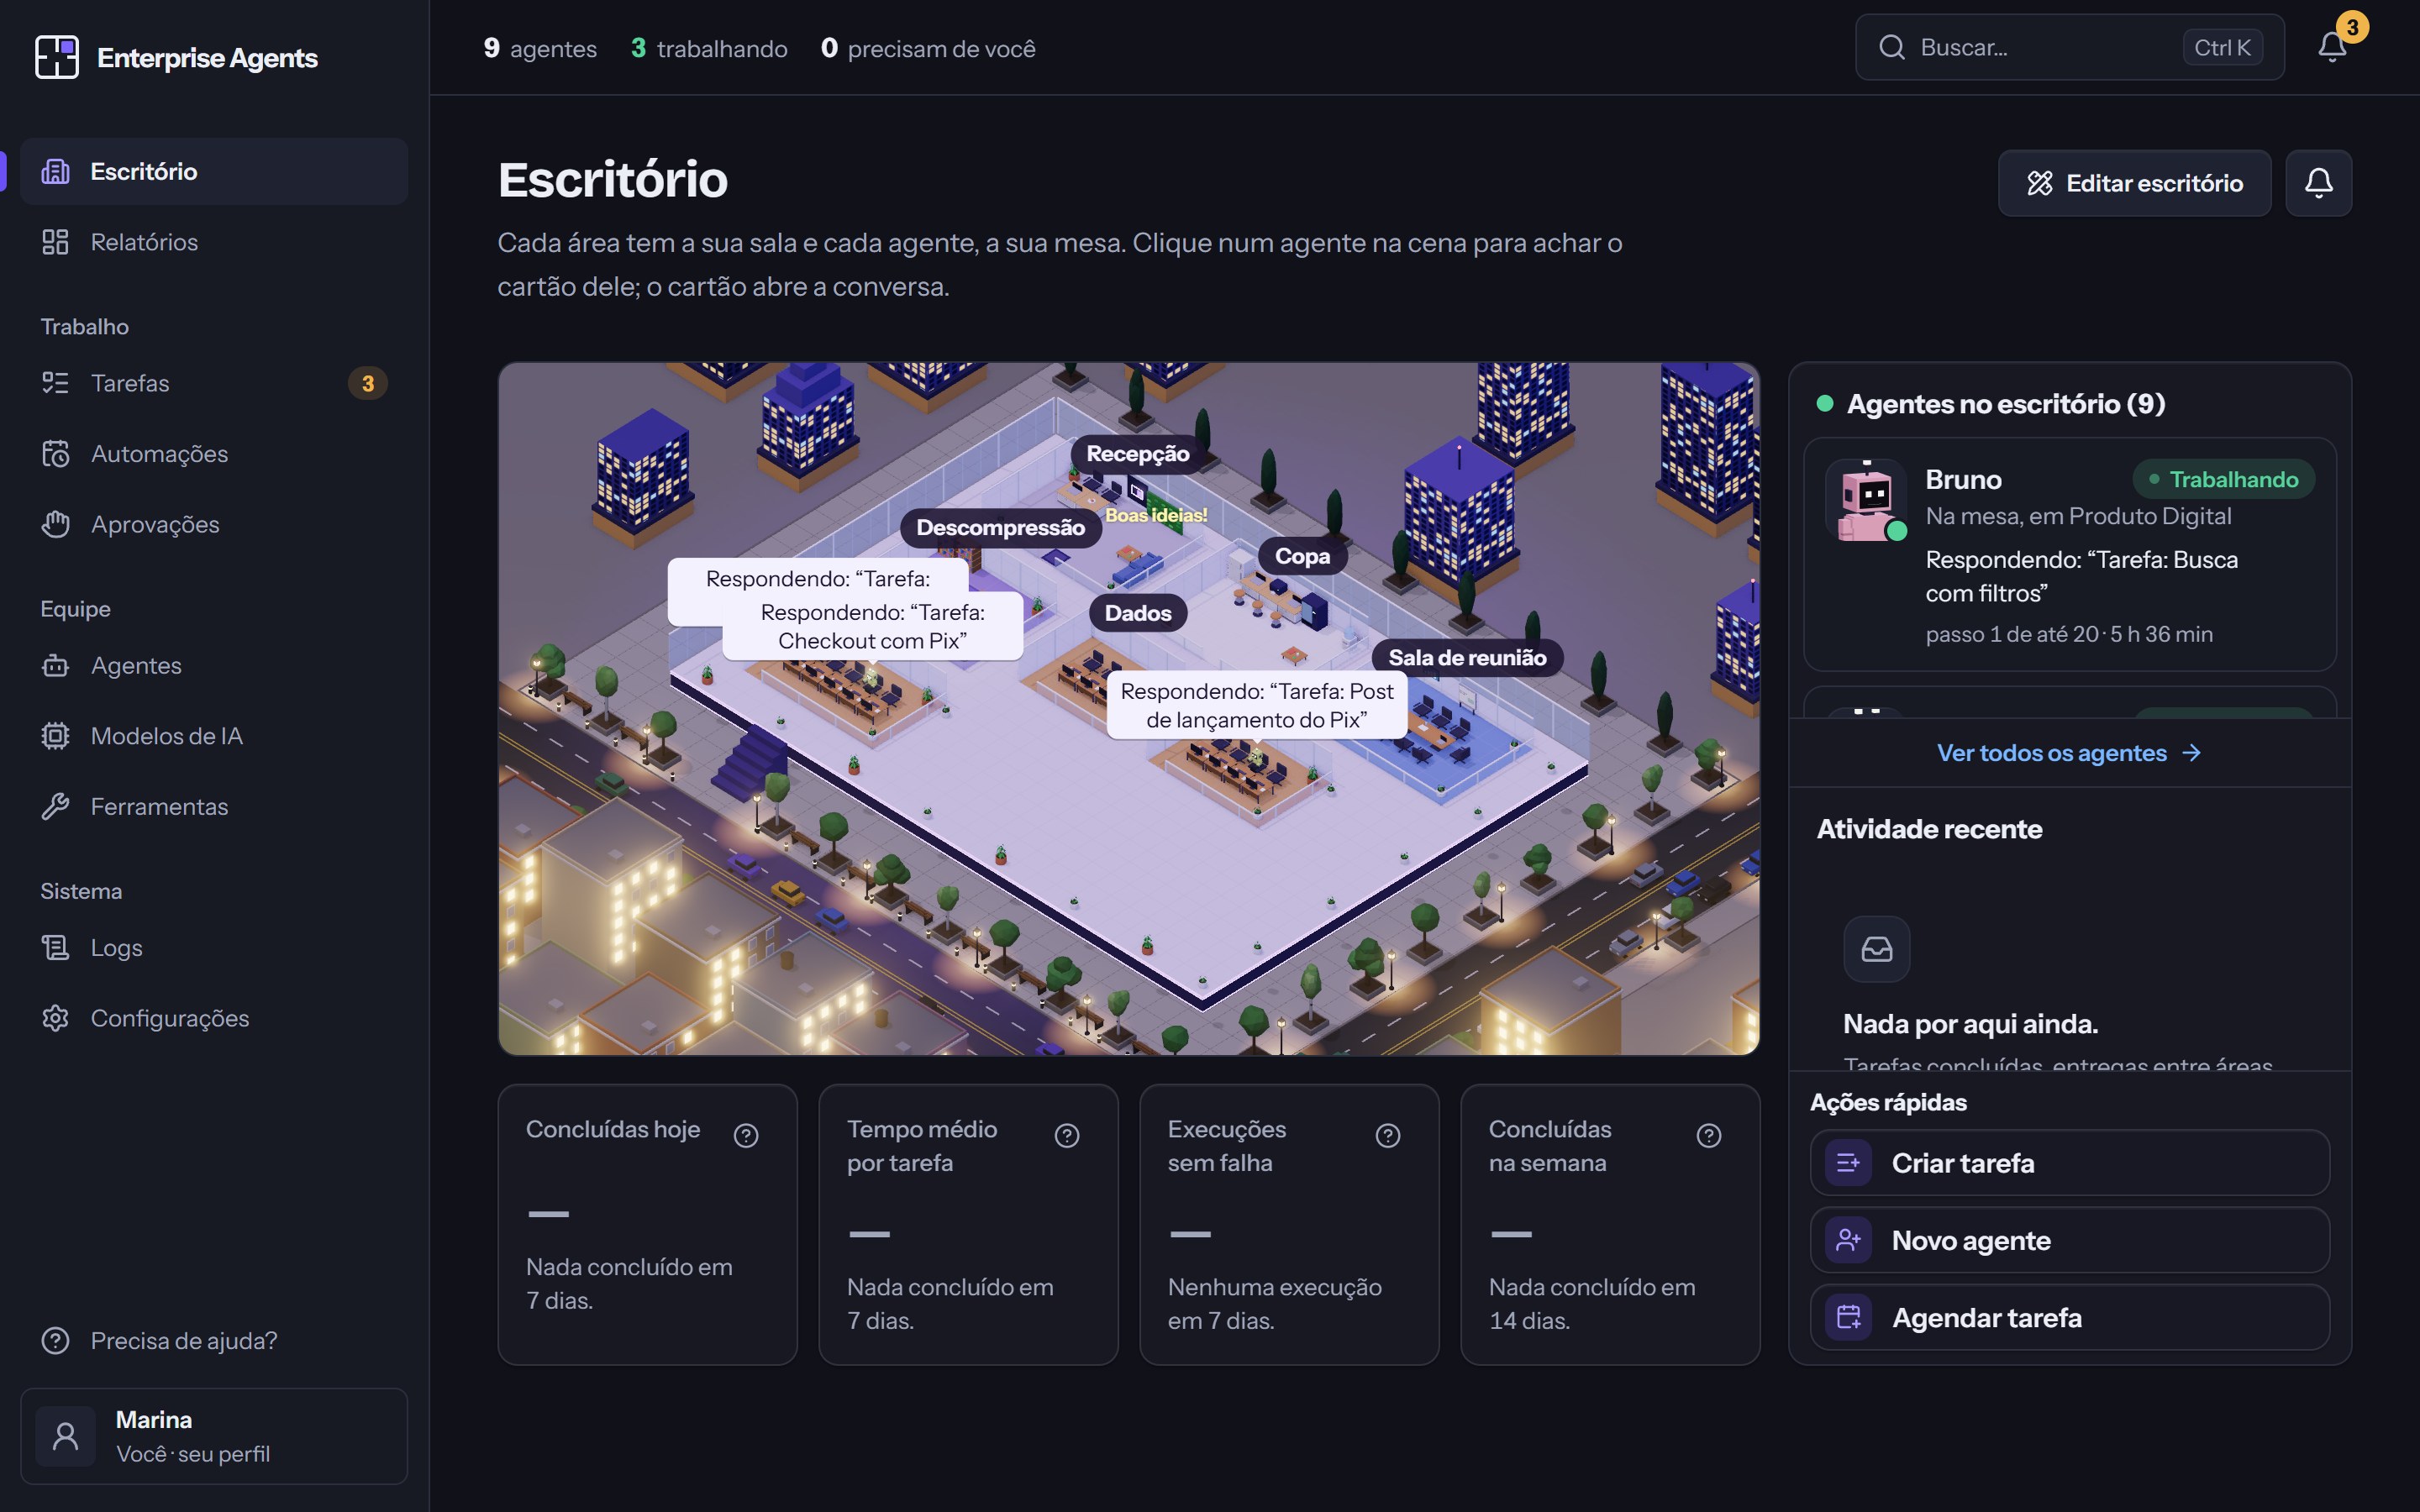 Enterprise Agents
9 agentes 3 trabalhando 0 precisam de você
Buscar...
Ctrl K
3
Escritório
Relatórios
Trabalho
Tarefas
3
Automações
Aprovações
Equipe
Agentes
Modelos de IA
Ferramentas
Sistema
Logs
Configurações
Precisa de ajuda?
Marina
Você · seu perfil
Escritório
Cada área tem a sua sala e cada agente, a sua mesa. Clique num agente na cena para achar o
cartão dele; o cartão abre a conversa.
Editar escritório
Recepção
Boas ideias!
Descompressão
Copa
Respondendo: “Tarefa:
Respondendo: “Tarefa:
Checkout com Pix”
Dados
Sala de reunião
Respondendo: “Tarefa: Post
de lançamento do Pix”
Concluídas hoje
—
Nada concluído em
7 dias.
Tempo médio
por tarefa
—
Nada concluído em
7 dias.
Execuções
sem falha
—
Nenhuma execução
em 7 dias.
Concluídas
na semana
—
Nada concluído em
14 dias.
Agentes no escritório (9)
Bruno
Trabalhando
Na mesa, em Produto Digital
Respondendo: “Tarefa: Busca
com filtros”
passo 1 de até 20 · 5 h 36 min
Ver todos os agentes
Atividade recente
Nada por aqui ainda.
Tarefas concluídas, entregas entre áreas
Ações rápidas
Criar tarefa
Novo agente
Agendar tarefa